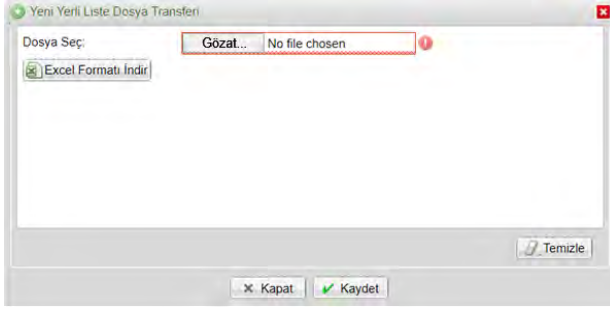 Yeni Yerli Liste Dosya Transferi
Dosya Seç:
Gözat... No file chosen
Excel Formatı İndir
Temizle
Kapat Kaydet